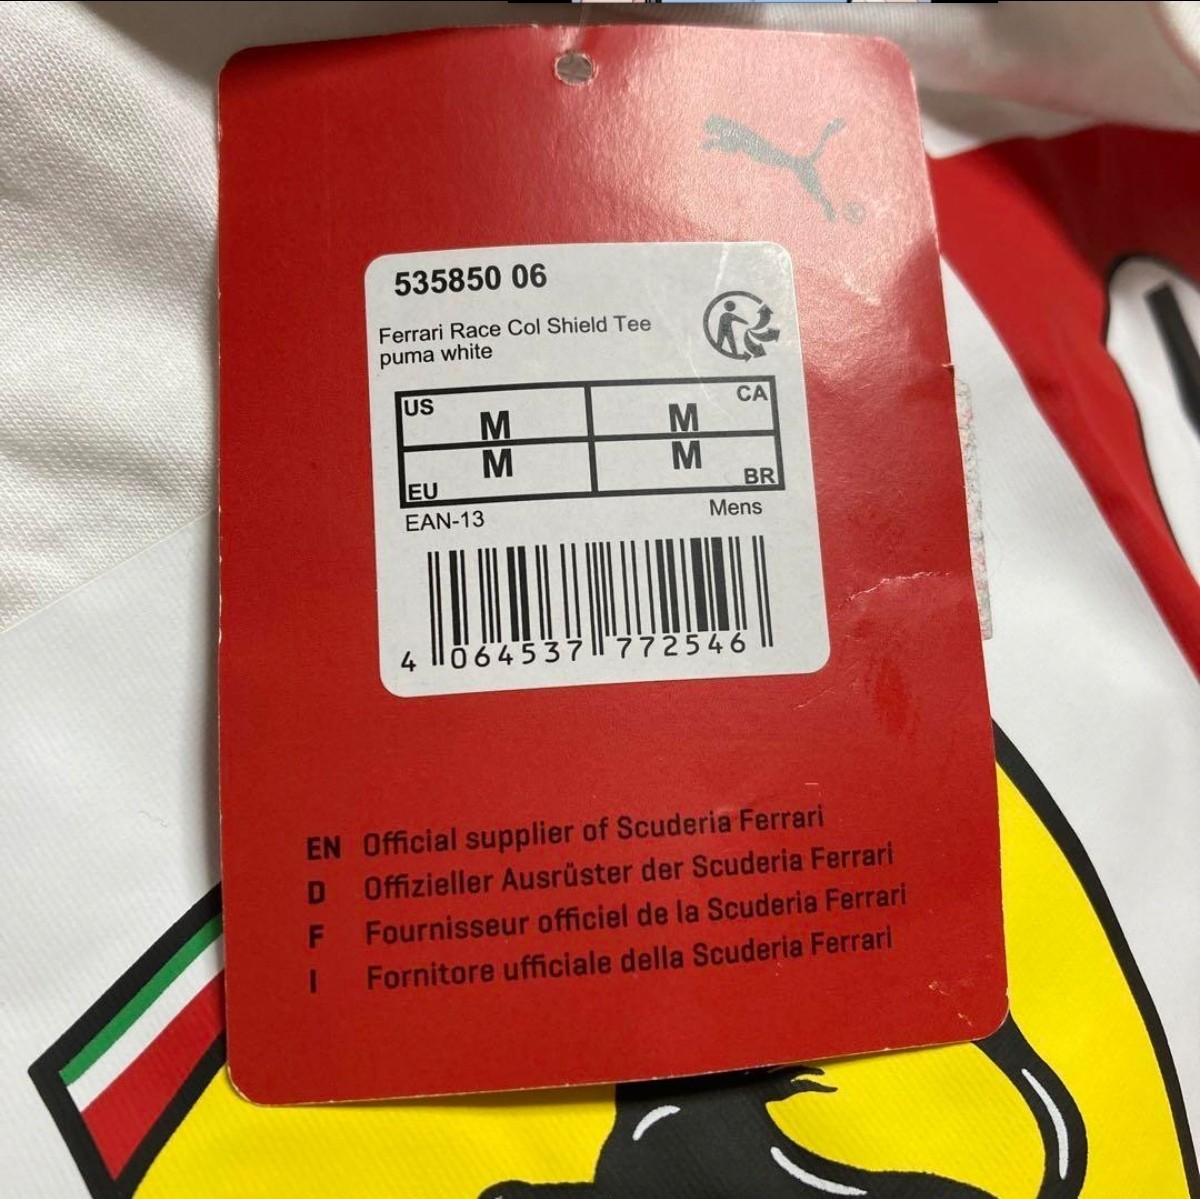 ®
535850 06
Ferrari Race Col Shield Tee
puma white
US M
M CA
EU M
M BR
EAN-13
Mens
4 064537 772546
EN Official supplier of Scuderia Ferrari
D Offizieller Ausrüster der Scuderia Ferrari
F Fournisseur officiel de la Scuderia Ferrari
I Fornitore ufficiale della Scuderia Ferrari